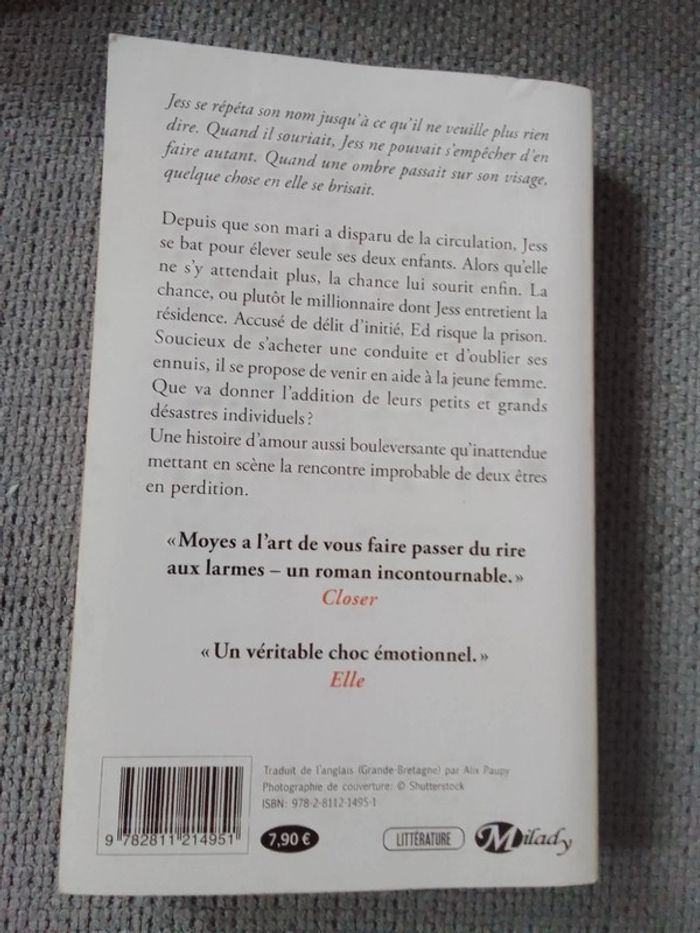 Jess se répéta son nom jusqu'à ce qu'il ne veuille plus rien
dire. Quand il souriait, Jess ne pouvait s'empêcher d'en
faire autant. Quand une ombre passait sur son visage,
quelque chose en elle se brisait.
Depuis que son mari a disparu de la circulation, Jess
se bat pour élever seule ses deux enfants. Alors qu'elle
ne s'y attendait plus, la chance lui sourit enfin. La
chance, ou plutôt le millionnaire dont Jess entretient la
résidence. Accusé de délit d'initié, Ed risque la prison.
Soucieux de s'acheter une conduite et d'oublier ses
ennuis, il se propose de venir en aide à la jeune femme.
Que va donner l'addition de leurs petits et grands
désastres individuels ?
Une histoire d'amour aussi bouleversante qu'inattendue
mettant en scène la rencontre improbable de deux êtres
en perdition.
« Moyes a l'art de vous faire passer du rire
aux larmes – un roman incontournable. »
Closer
« Un véritable choc émotionnel. »
Elle
Traduit de l'anglais (Grande-Bretagne) par Alix Paupy
Photographie de couverture: © Shutterstock
ISBN: 978-2-8112-1495-1
9 782811 214951
7,90 €
LITTÉRATURE
Milady